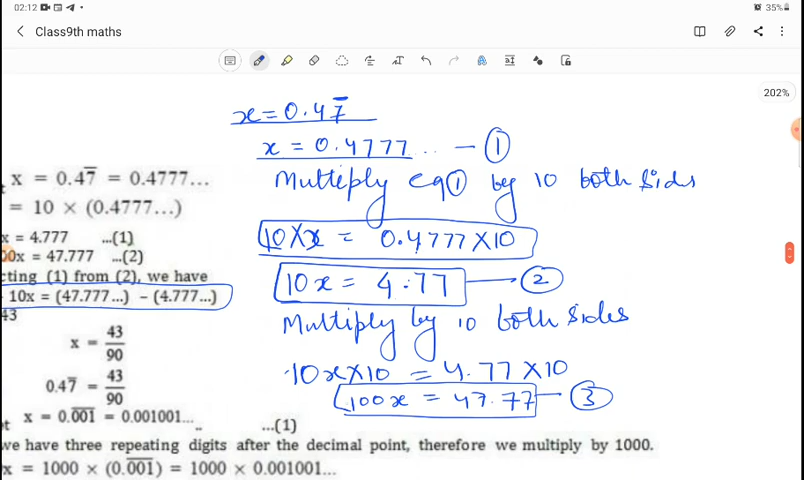 02:12
35%
Class9th maths
202%
x = 0.47̅
x = 0.4777.. — ①
Multiply eq① by 10 both sides
10×x = 0.4777×10
10x = 4.77 → ②
Multiply by 10 both sides
10x×10 = 4.77×10
100x = 47.77 — ③
x = 0.47̅ = 0.4777...
= 10 × (0.4777...)
x = 4.777 ...(1)
00x = 47.777 ...(2)
cting (1) from (2), we have
10x = (47.777...) − (4.777...)
43
x = 43/90
0.47̅ = 43/90
t x = 0.0̅0̅1̅ = 0.001001... ...(1)
we have three repeating digits after the decimal point, therefore we multiply by 1000.
x = 1000 × (0.0̅0̅1̅) = 1000 × 0.001001...